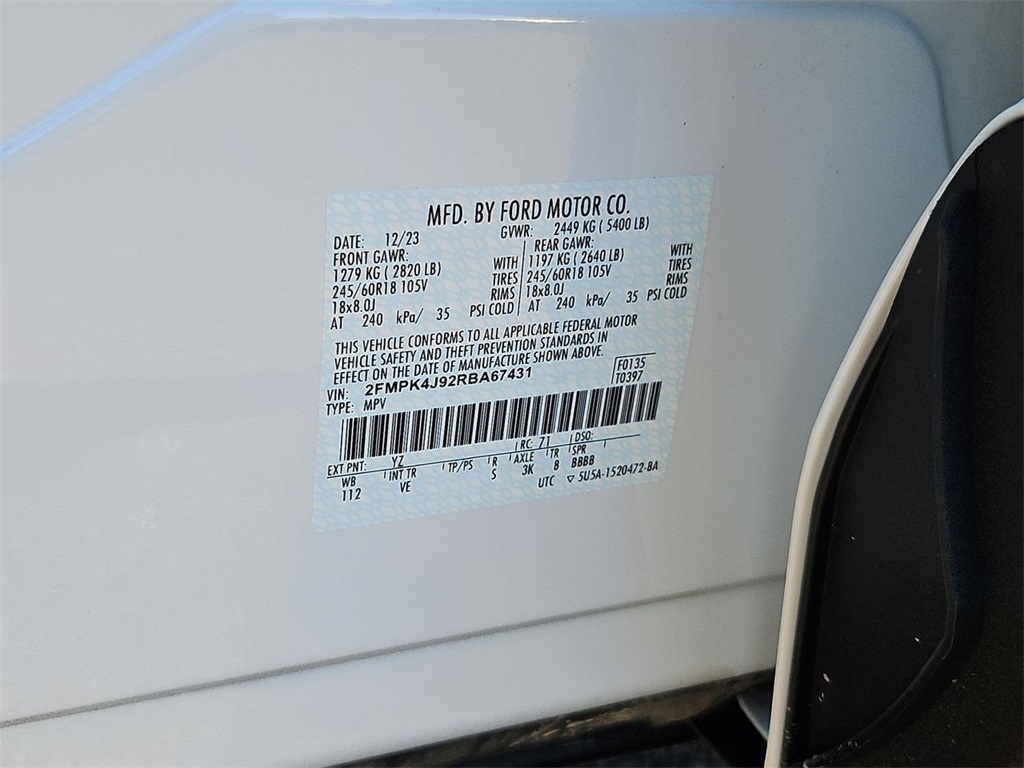 MFD. BY FORD MOTOR CO.
DATE: 12/23 GVWR: 2449 KG ( 5400 LB)
FRONT GAWR: REAR GAWR:
1279 KG ( 2820 LB) WITH 1197 KG ( 2640 LB) WITH
245/60R18 105V TIRES 245/60R18 105V TIRES
18x8.0J RIMS 18x8.0J RIMS
AT 240 kPa/ 35 PSI COLD AT 240 kPa/ 35 PSI COLD
THIS VEHICLE CONFORMS TO ALL APPLICABLE FEDERAL MOTOR
VEHICLE SAFETY AND THEFT PREVENTION STANDARDS IN
EFFECT ON THE DATE OF MANUFACTURE SHOWN ABOVE.
VIN: 2FMPK4J92RBA67431 F0135
TYPE: MPV T0397
EXT PNT: YZ RC: 71 DSO:
WB INT TR TP/PS R AXLE TR SPR
112 VE S 3K 8 BBBB
UTC ▽ 5U5A-1520472-BA